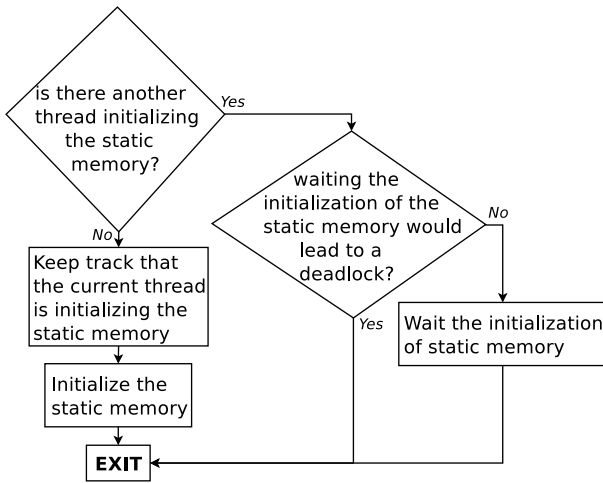 is there another
thread initializing
the static
memory?
Yes
waiting the
initialization of the
static memory would
lead to a
deadlock?
No
No
Keep track that
the current thread
is initializing the
static memory
Yes
Wait the initialization
of static memory
Initialize the
static memory
EXIT